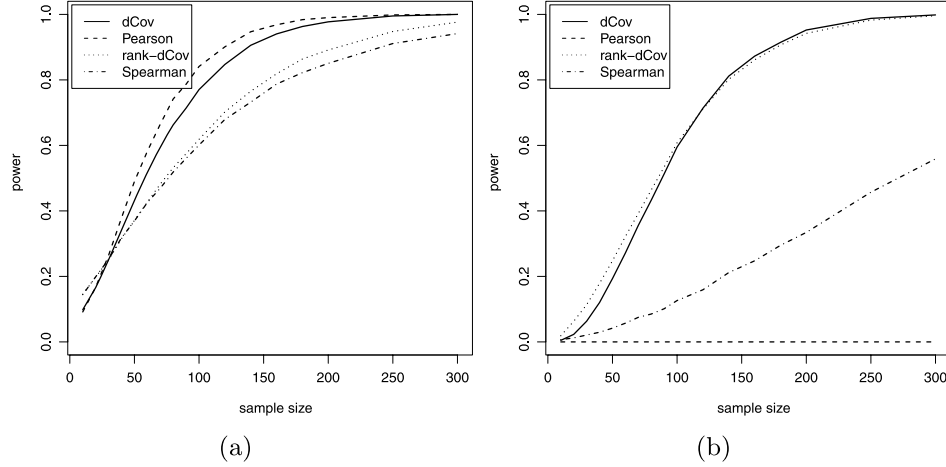 dCov
Pearson
rank-dCov
Spearman
power
0.0 0.2 0.4 0.6 0.8 1.0
0 50 100 150 200 250 300
sample size
(a)
dCov
Pearson
rank-dCov
Spearman
power
0.0 0.2 0.4 0.6 0.8 1.0
0 50 100 150 200 250 300
sample size
(b)